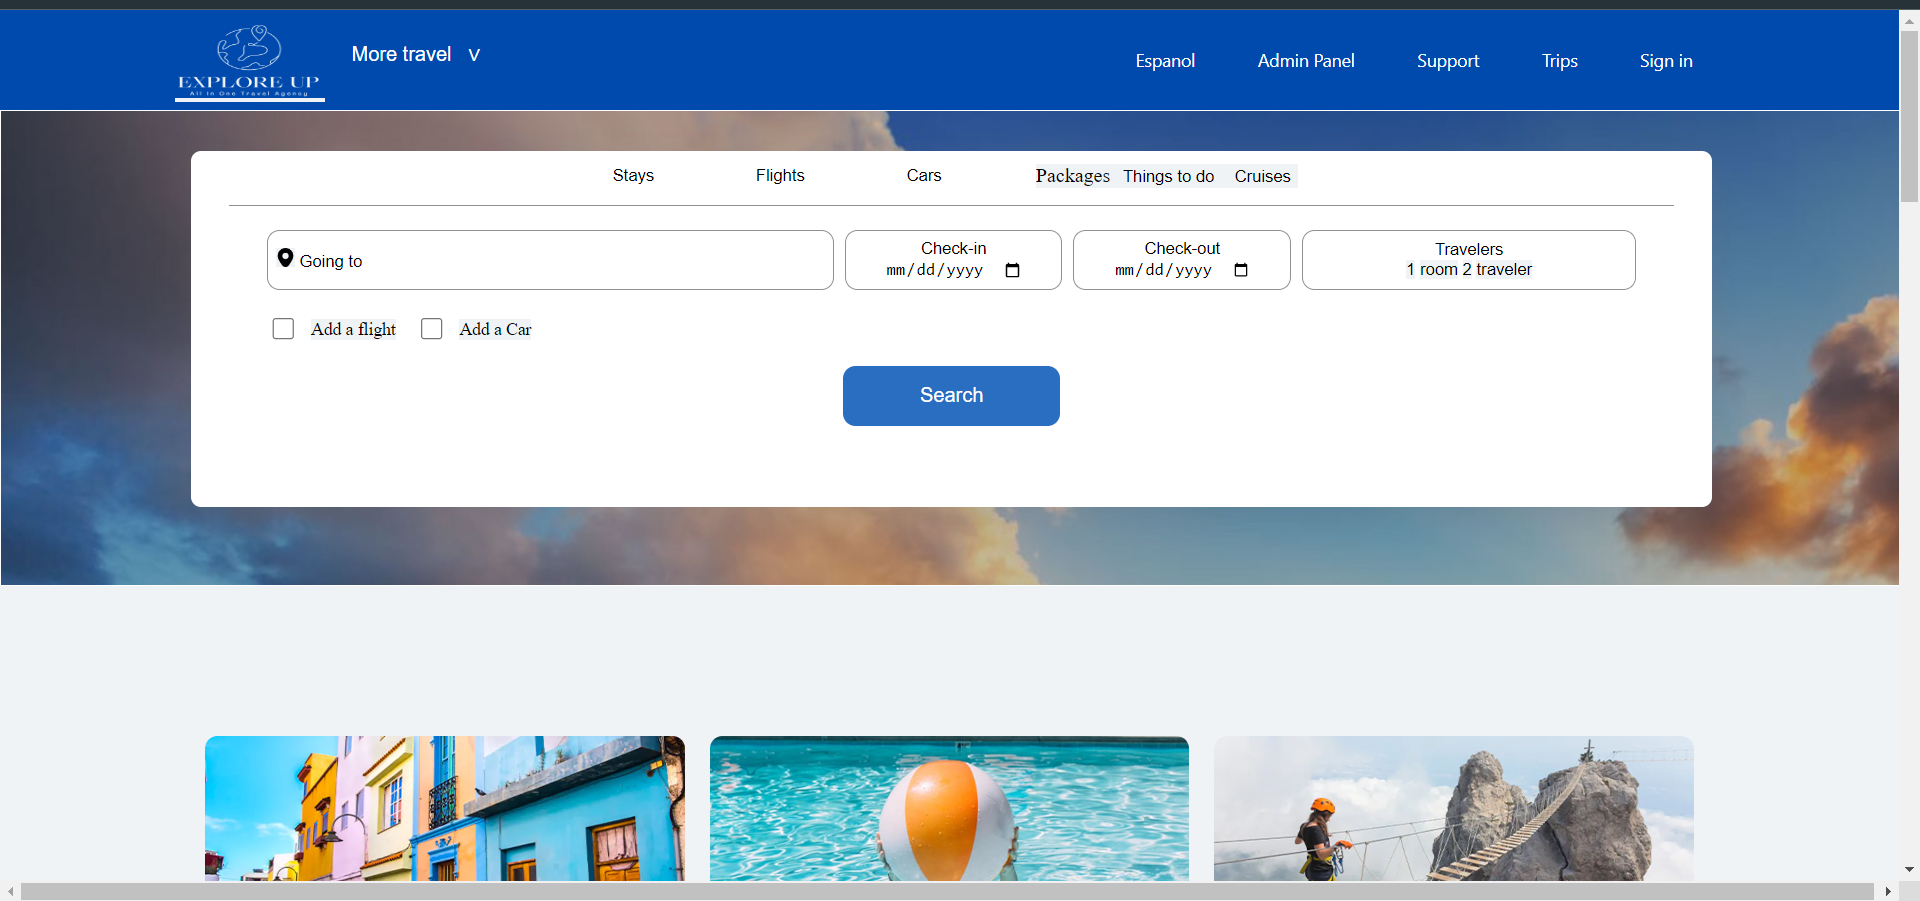 EXPLORE UP
All In One Travel Agency
More travel V
Espanol Admin Panel Support Trips Sign in
Stays Flights Cars Packages Things to do Cruises
Going to
Check-in
mm/dd/yyyy
Check-out
mm/dd/yyyy
Travelers
1 room 2 traveler
Add a flight Add a Car
Search